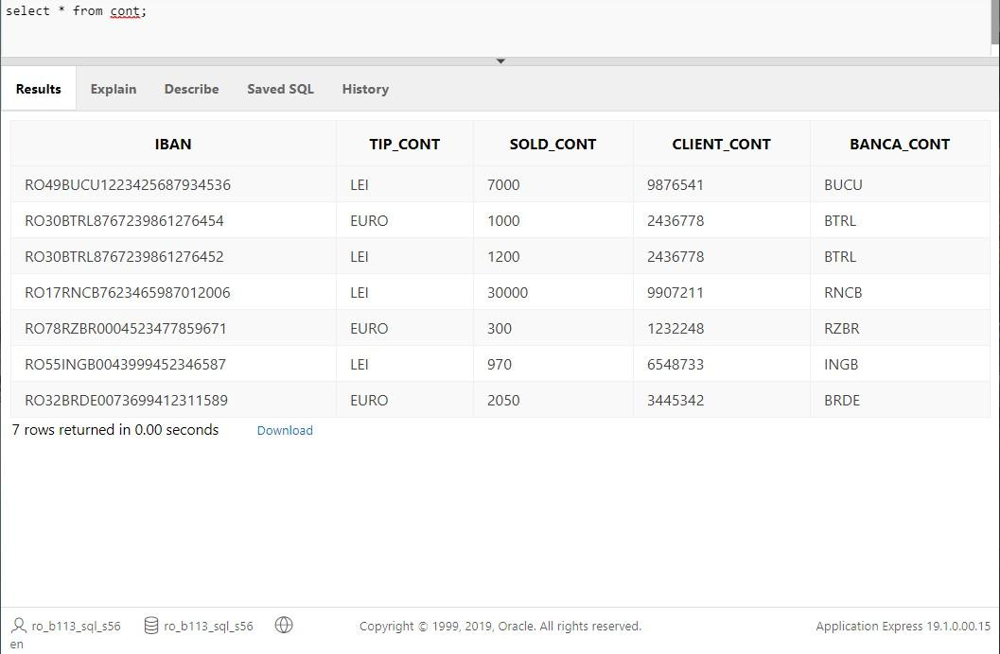 select * from cont;
Results Explain Describe Saved SQL History
IBAN TIP_CONT SOLD_CONT CLIENT_CONT BANCA_CONT
RO49BUCU1223425687934536 LEI 7000 9876541 BUCU
RO30BTRL8767239861276454 EURO 1000 2436778 BTRL
RO30BTRL8767239861276452 LEI 1200 2436778 BTRL
RO17RNCB7623465987012006 LEI 30000 9907211 RNCB
RO78RZBR0004523477859671 EURO 300 1232248 RZBR
RO55INGB0043999452346587 LEI 970 6548733 INGB
RO32BRDE0073699412311589 EURO 2050 3445342 BRDE
7 rows returned in 0.00 seconds Download
ro_b113_sql_s56 ro_b113_sql_s56 Copyright © 1999, 2019, Oracle. All rights reserved. Application Express 19.1.0.00.15
en